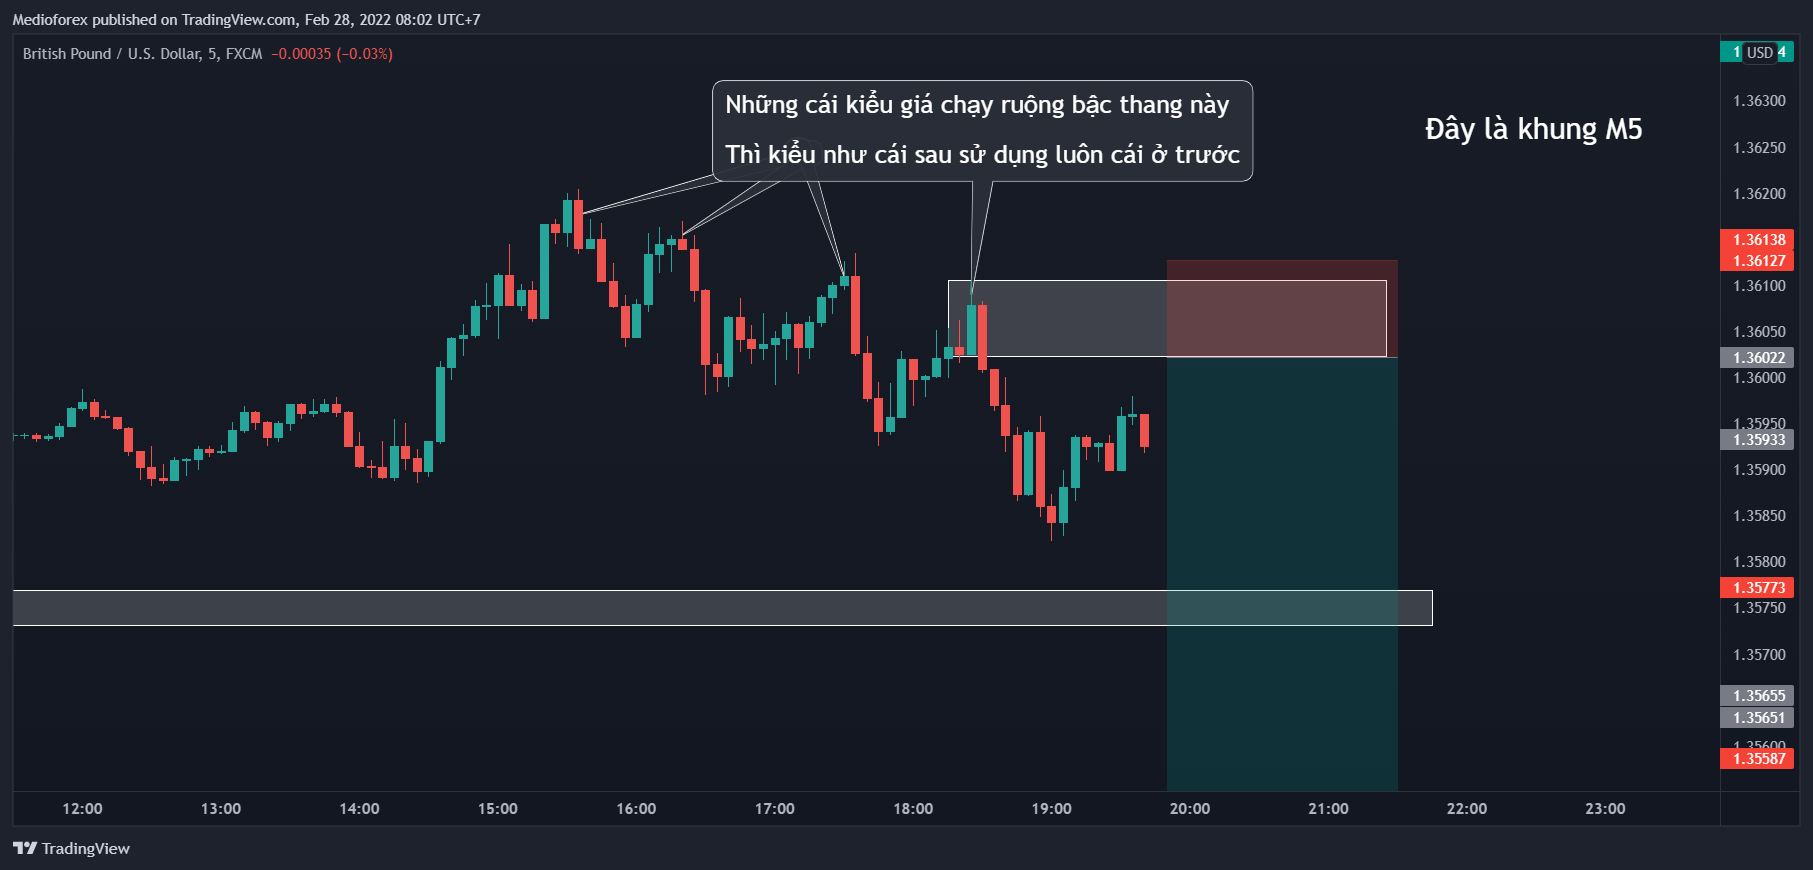 Medioforex published on TradingView.com, Feb 28, 2022 08:02 UTC+7
British Pound / U.S. Dollar, 5, FXCM −0.00035 (−0.03%)
Những cái kiểu giá chạy ruộng bậc thang này
Thì kiểu như cái sau sử dụng luôn cái ở trước
Đây là khung M5
1 USD 4
1.36300
1.36250
1.36200
1.36138
1.36127
1.36100
1.36050
1.36022
1.36000
1.35950
1.35933
1.35900
1.35850
1.35800
1.35773
1.35750
1.35700
1.35655
1.35651
1.35600
1.35587
12:00 13:00 14:00 15:00 16:00 17:00 18:00 19:00 20:00 21:00 22:00 23:00
TradingView